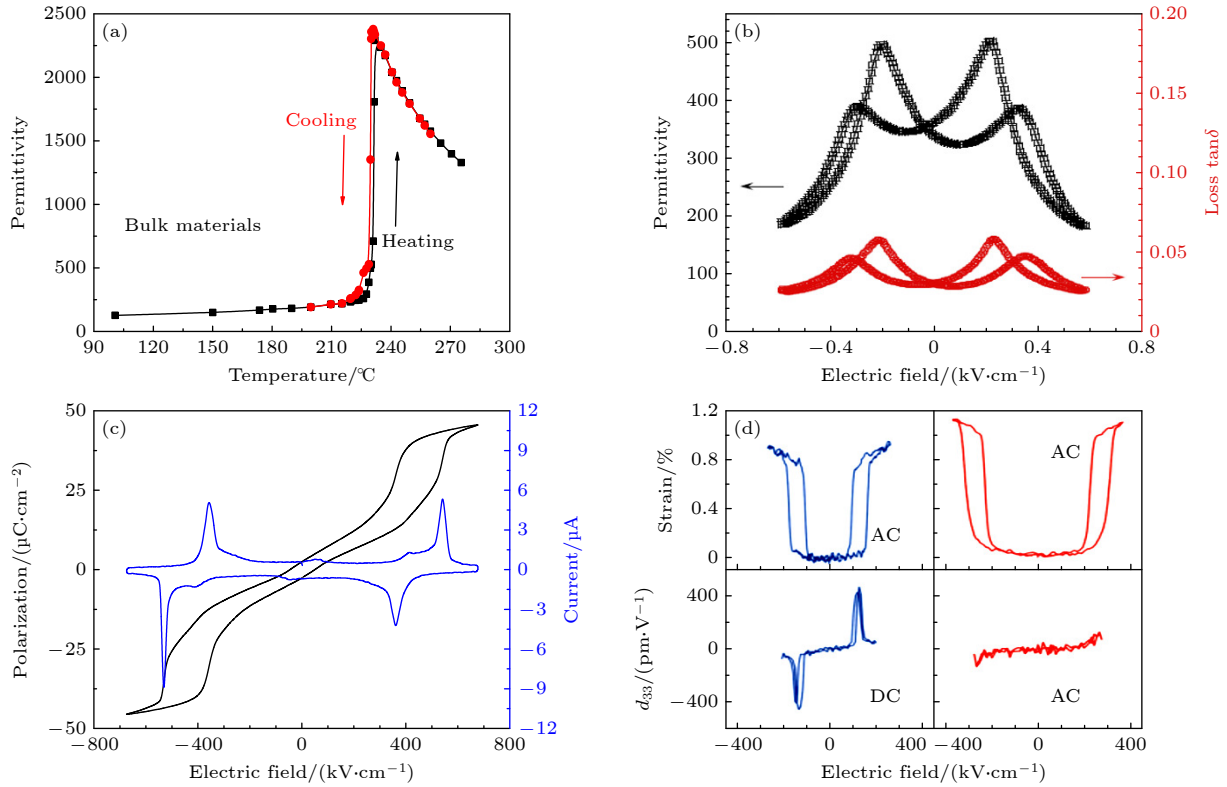 (a)
Permittivity
2500
2000
1500
1000
500
0
Cooling
Heating
Bulk materials
90 120 150 180 210 240 270 300
Temperature/℃
(b)
Permittivity
500
400
300
200
100
0
Loss tanδ
0.20
0.15
0.10
0.05
0
−0.8 −0.4 0 0.4 0.8
Electric field/(kV·cm⁻¹)
(c)
Polarization/(μC·cm⁻²)
50
25
0
−25
−50
Current/μA
12
9
6
3
0
−3
−6
−9
−12
−800 −400 0 400 800
Electric field/(kV·cm⁻¹)
(d)
Strain/%
1.2
0.8
0.4
0
AC
AC
d₃₃/(pm·V⁻¹)
400
0
−400
DC
AC
−400 0 400 −400 0 400
Electric field/(kV·cm⁻¹)